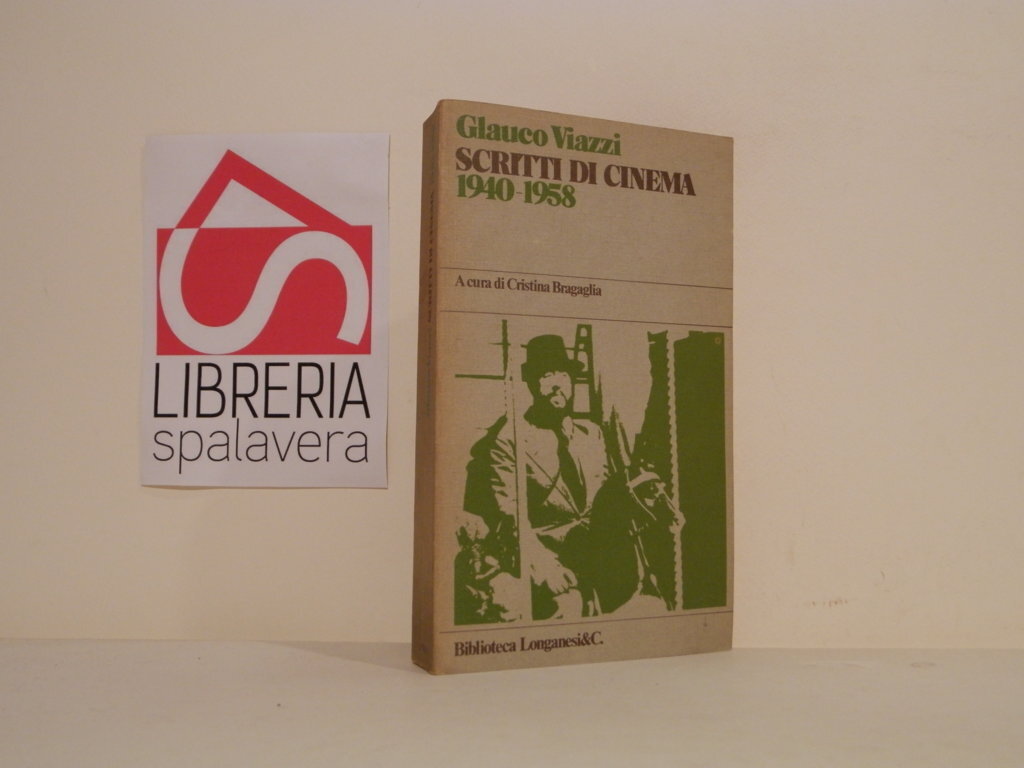 LIBRERIA
spalavera
Glauco Viazzi
SCRITTI DI CINEMA
1940-1958
A cura di Cristina Bragaglia
Biblioteca Longanesi&C.